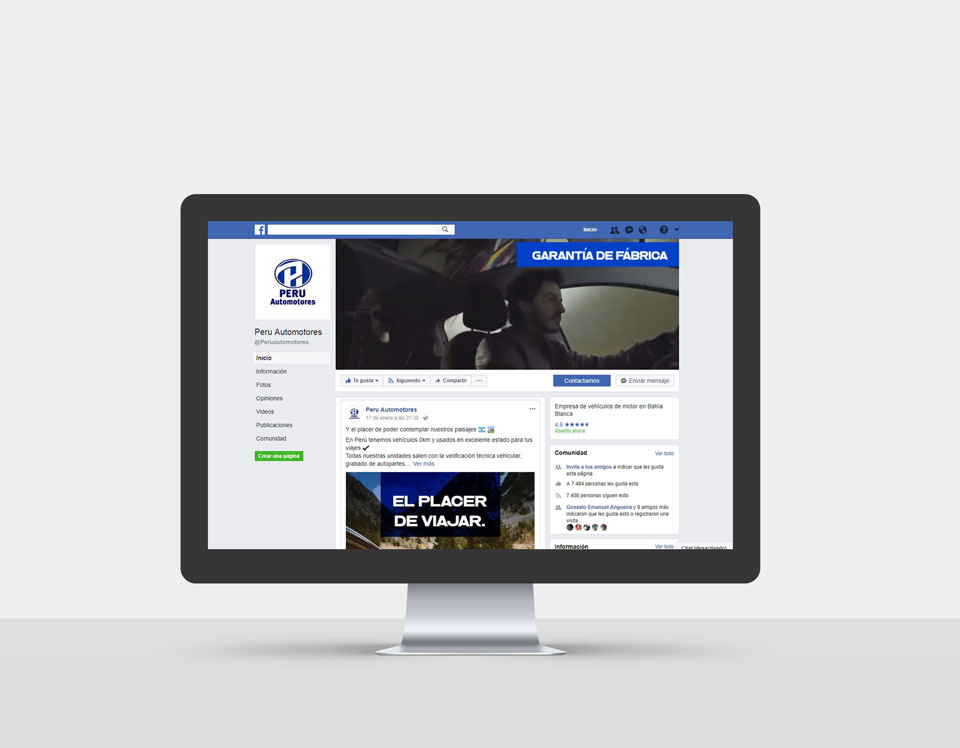 f
Inicio
?
GARANTÍA DE FÁBRICA
PERU
Automotores
Peru Automotores
@Peruautomotores
Inicio
Información
Fotos
Opiniones
Videos
Publicaciones
Comunidad
Crear una página
Te gusta
Siguiendo
Compartir
...
Contactarnos
Enviar mensaje
Peru Automotores
17 de enero a las 21:30 ·
...
Y el placer de poder contemplar nuestros paisajes
En Perú tenemos vehículos 0km y usados en excelente estado para tus
viajes
Todas nuestras unidades salen con la verificación técnica vehicular,
grabado de autopartes... Ver más
EL PLACER
DE VIAJAR.
Empresa de vehículos de motor en Bahía
Blanca
4,6 ★★★★★
Abierto ahora
Comunidad
Ver todo
Invita a tus amigos a indicar que les gusta
esta página
A 7.484 personas les gusta esto
7.406 personas siguen esto
Gonzalo Emanuel Angueira y 9 amigos más
indicaron que les gusta esto o registraron una
visita
Información
Ver todo
Chat (desactivado)